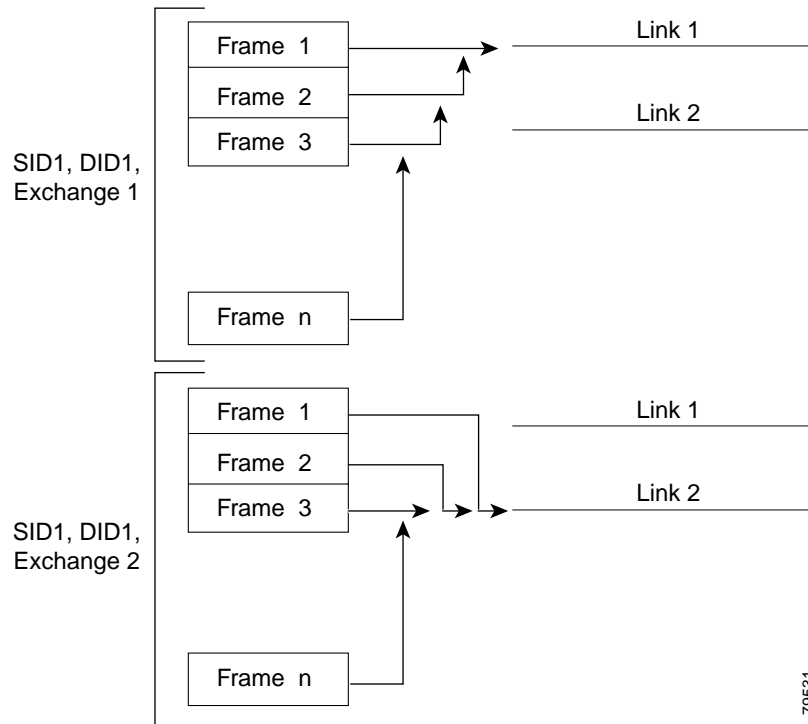 Frame 1
Link 1
Frame 2
Frame 3
Link 2
SID1, DID1,
Exchange 1
Frame n
Frame 1
Link 1
Frame 2
Frame 3
Link 2
SID1, DID1,
Exchange 2
Frame n
79531